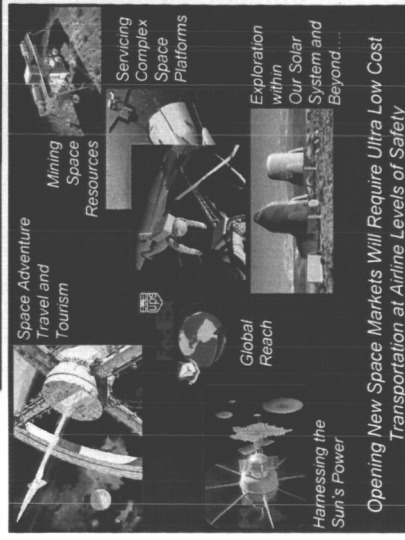 Space Adventure
Travel and
Tourism
Mining
Space
Resources
Servicing
Complex
Space
Platforms
FedEx
ups
Global
Reach
Exploration
within
Our Solar
System and
Beyond....
Harnessing the
Sun's Power
Opening New Space Markets Will Require Ultra Low Cost
Transportation at Airline Levels of Safety